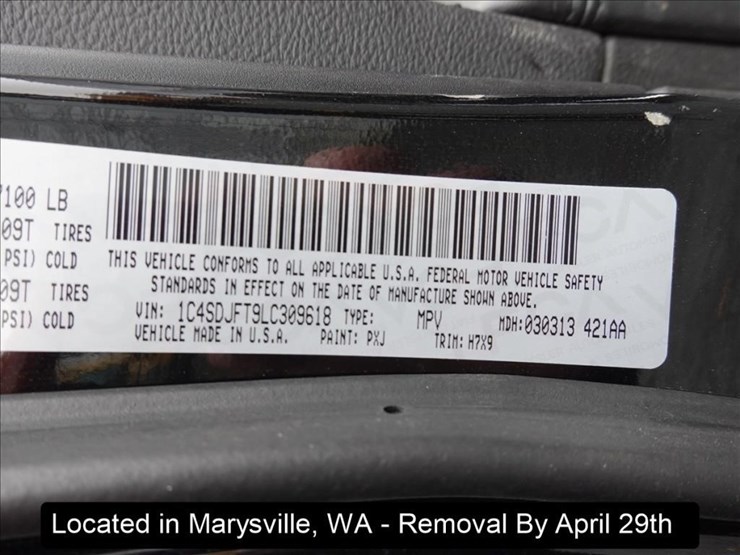 7100 LB
09T TIRES
PSI) COLD
09T TIRES
PSI) COLD
THIS VEHICLE CONFORMS TO ALL APPLICABLE U.S.A. FEDERAL MOTOR VEHICLE SAFETY
STANDARDS IN EFFECT ON THE DATE OF MANUFACTURE SHOWN ABOVE.
VIN: 1C4SDJFT9LC309618 TYPE: MPV MDH:030313 421AA
VEHICLE MADE IN U.S.A. PAINT: PXJ TRIM: H7X9
Located in Marysville, WA - Removal By April 29th